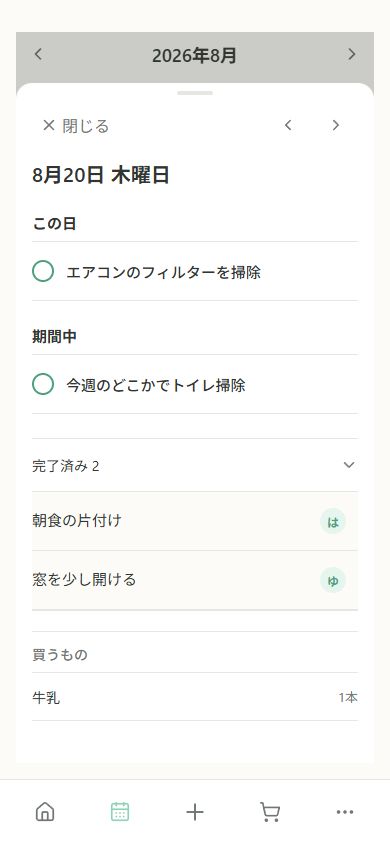 2026年8月
閉じる
8月20日 木曜日
この日
エアコンのフィルターを掃除
期間中
今週のどこかでトイレ掃除
完了済み 2
朝食の片付け
は
窓を少し開ける
ゆ
買うもの
牛乳
1本